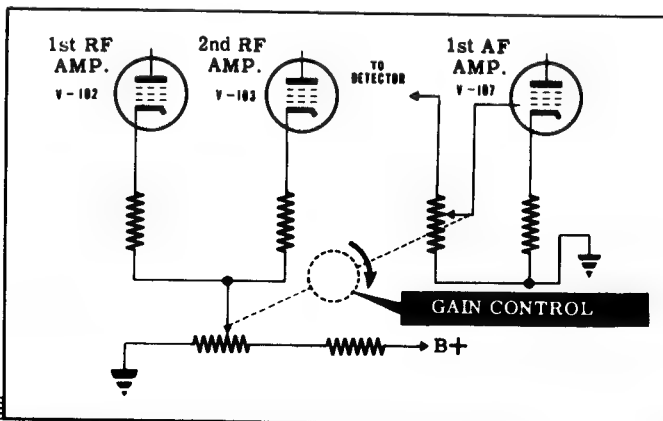 1st RF
AMP.
V-102
2nd RF
AMP.
V-103
TO
DETECTOR
1st AF
AMP.
V-107
GAIN CONTROL
B+